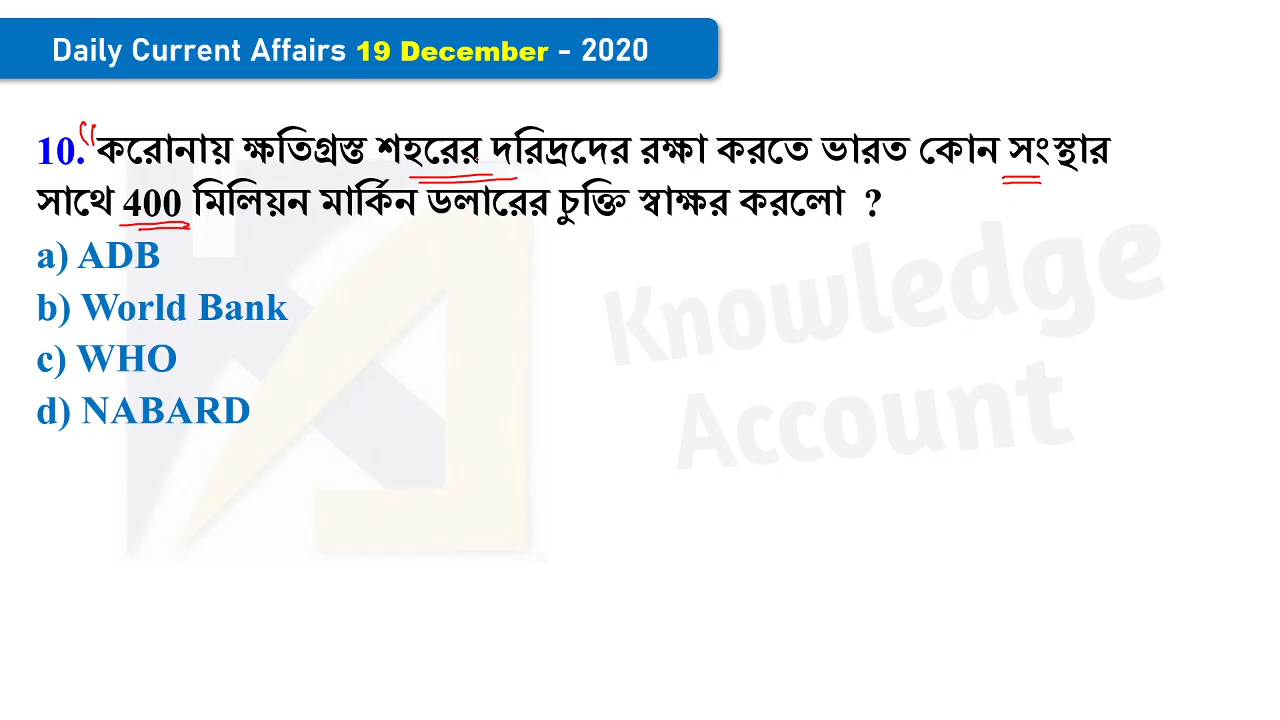 Daily Current Affairs 19 December - 2020
10. করোনায় ক্ষতিগ্রস্ত শহরের দরিদ্রদের রক্ষা করতে ভারত কোন সংস্থার
সাথে 400 মিলিয়ন মার্কিন ডলারের চুক্তি স্বাক্ষর করলো ?
a) ADB
b) World Bank
c) WHO
d) NABARD
Knowledge
Account